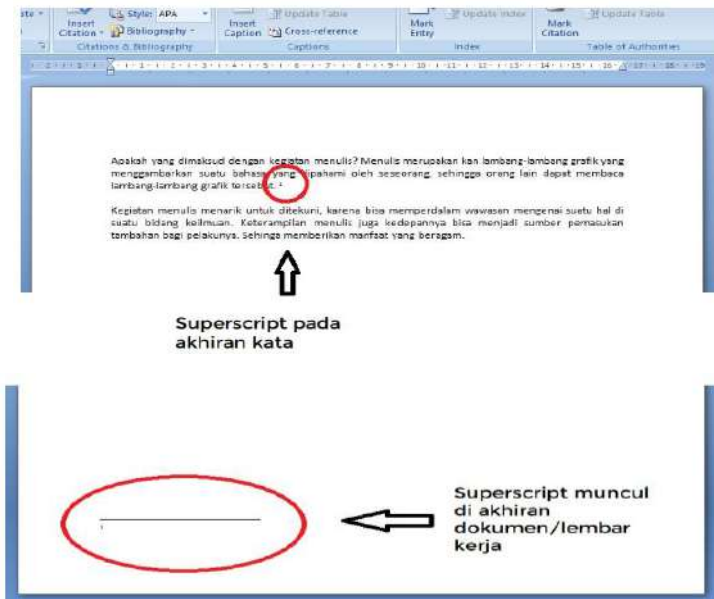 Style: APA
Update Table
Update Index
Update Table
Insert Citation
Bibliography
Insert Caption
Cross-reference
Mark Entry
Mark Citation
Citations & Bibliography
Captions
Index
Table of Authorities
Apakah yang dimaksud dengan kegiatan menulis? Menulis merupakan kan lambang-lambang grafik yang
menggambarkan suatu bahasa yang dipahami oleh seseorang, sehingga orang lain dapat membaca
lambang-lambang grafik tersebut. ¹
Kegiatan menulis menarik untuk ditekuni, karena bisa memperdalam wawasan mengenai suatu hal di
suatu bidang keilmuan. Keterampilan menulis juga kedepannya bisa menjadi sumber pemasukan
tambahan bagi pelakunya. Sehinga memberikan manfaat yang beragam.
Superscript pada
akhiran kata
Superscript muncul
di akhiran
dokumen/lembar
kerja